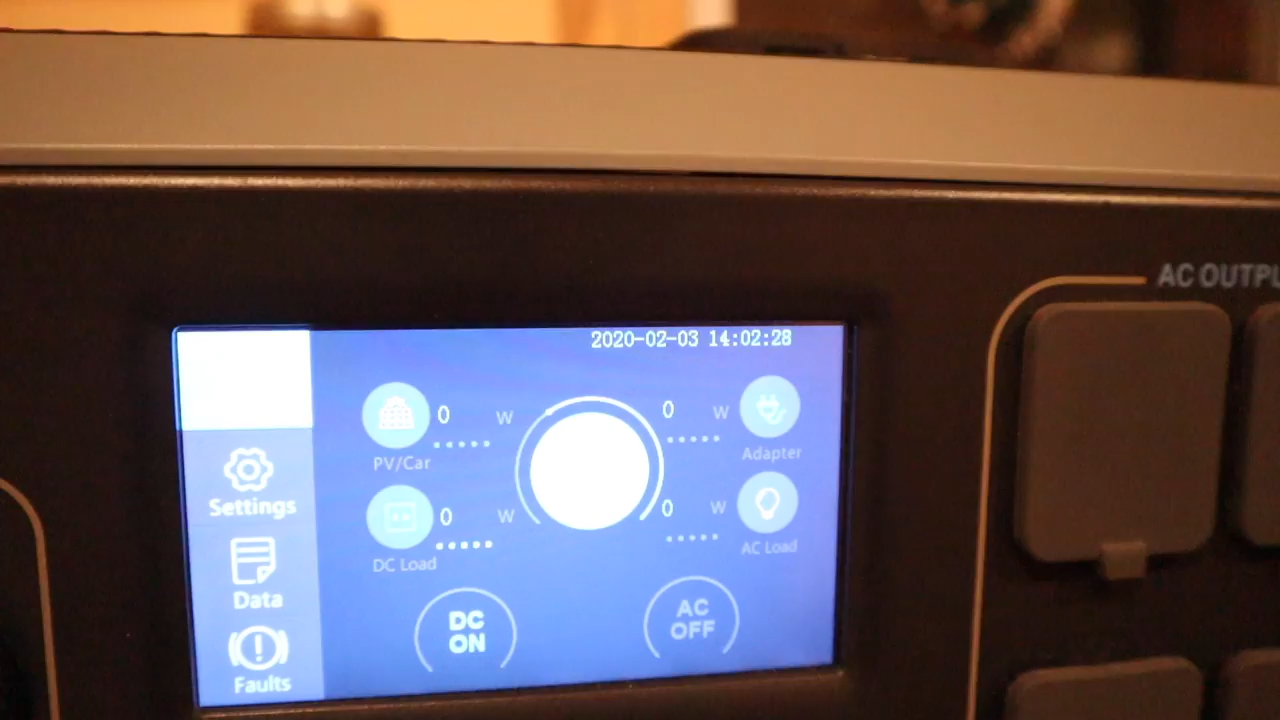 AC OUTPU
2020-02-03 14:02:28
0 W
PV/Car
0 W
Adapter
0 W
DC Load
0 W
AC Load
Settings
Data
Faults
DC
ON
AC
OFF